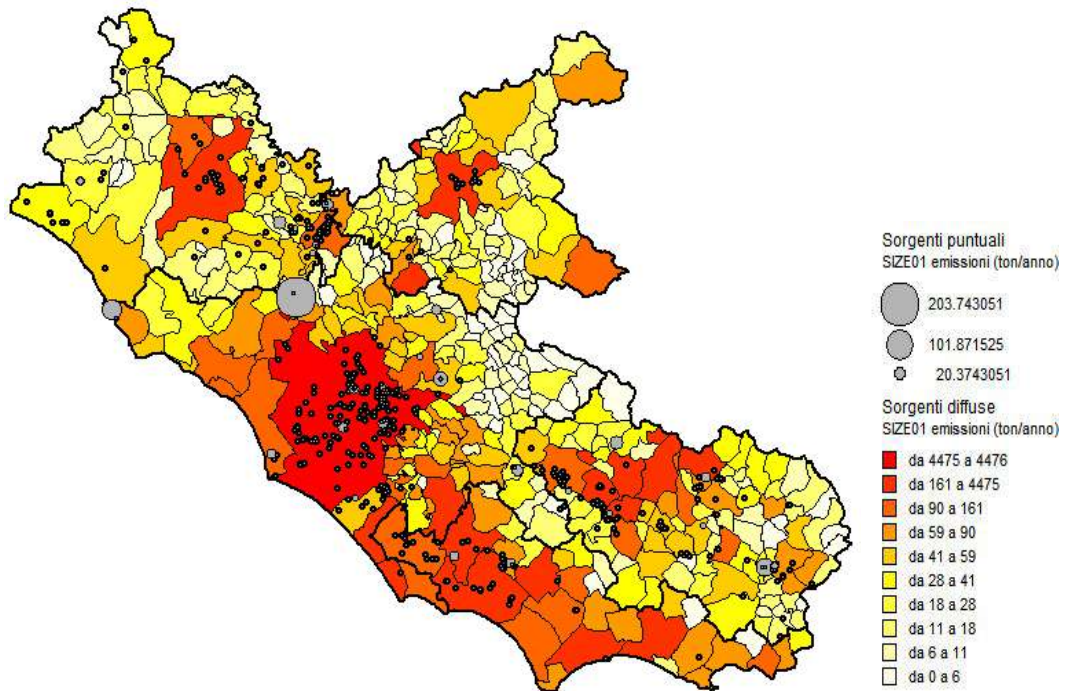 Sorgenti puntuali
SIZE01 emissioni (ton/anno)
203.743051
101.871525
20.3743051
Sorgenti diffuse
SIZE01 emissioni (ton/anno)
da 4475 a 4476
da 161 a 4475
da 90 a 161
da 59 a 90
da 41 a 59
da 28 a 41
da 18 a 28
da 11 a 18
da 6 a 11
da 0 a 6